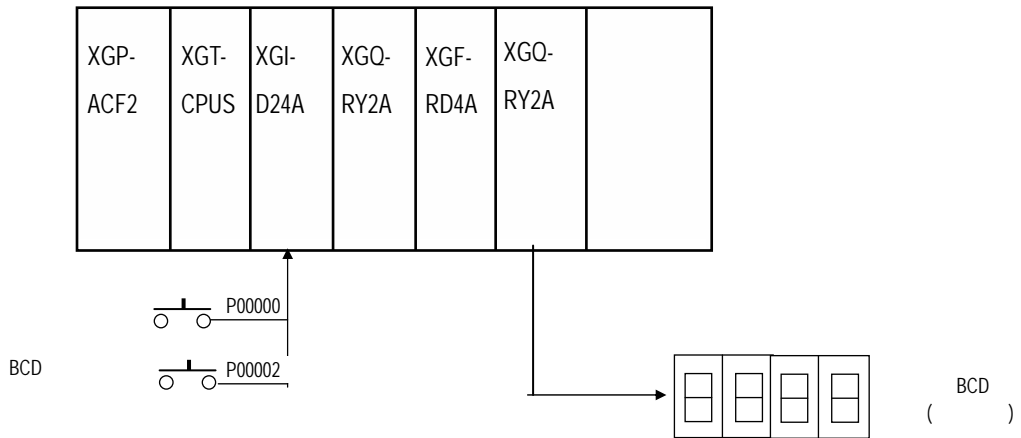 XGP-
ACF2
XGT-
CPUS
XGI-
D24A
XGQ-
RY2A
XGF-
RD4A
XGQ-
RY2A
P00000
BCD
P00002
BCD
( )